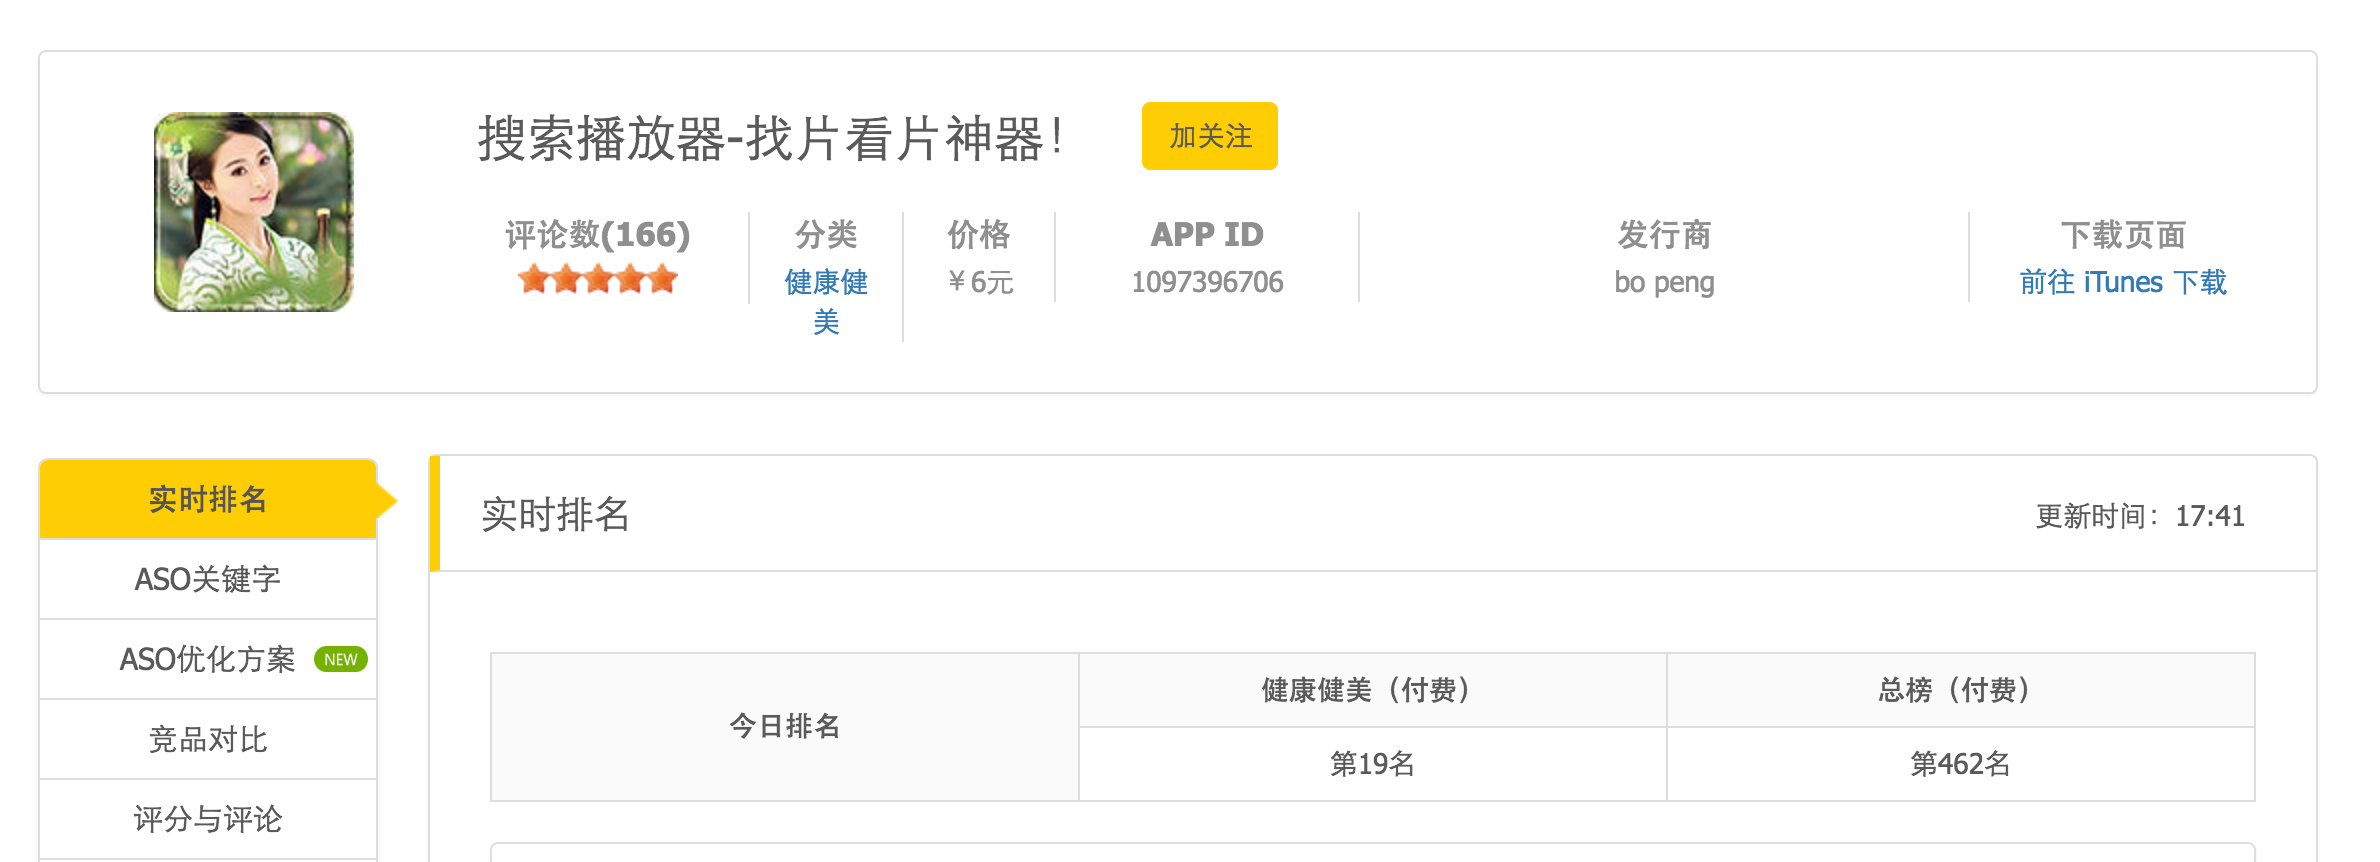 搜索播放器-找片看片神器！
加关注
评论数(166)
分类
健康健
美
价格
¥6元
APP ID
1097396706
发行商
bo peng
下载页面
前往 iTunes 下载
实时排名
ASO关键字
ASO优化方案 NEW
竞品对比
评分与评论
实时排名
更新时间：17:41
今日排名
健康健美（付费）
总榜（付费）
第19名
第462名